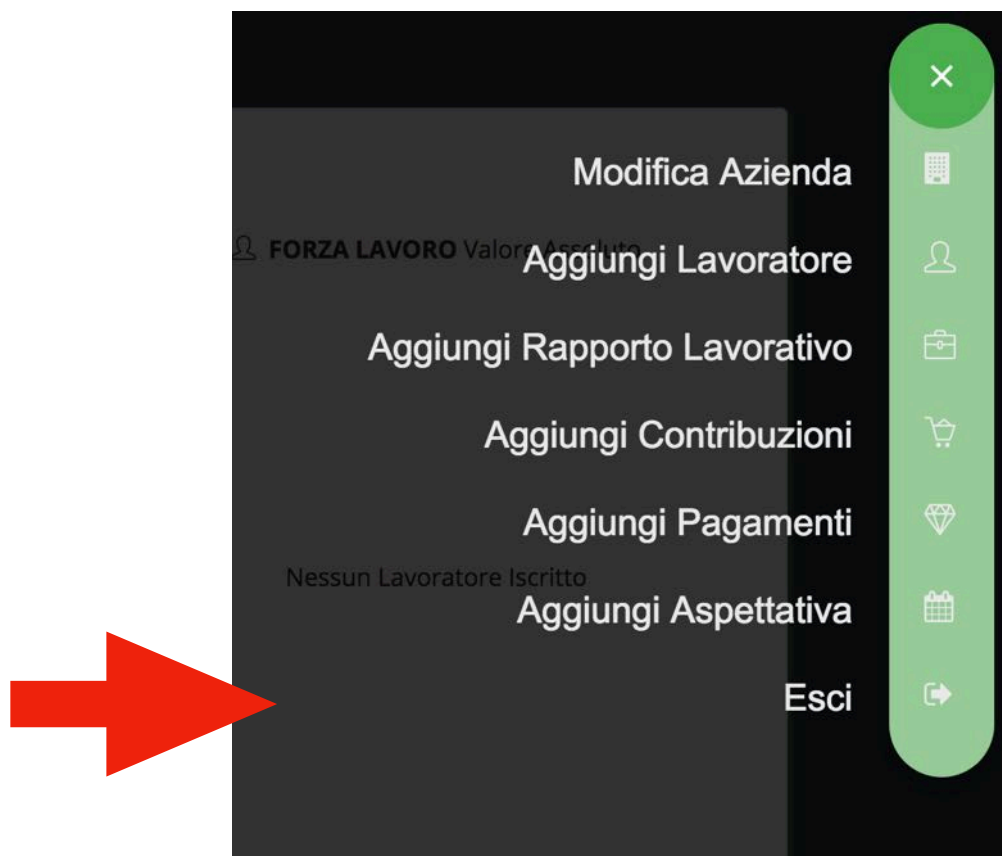 Modifica Azienda
FORZA LAVORO Valore Assoluto
Aggiungi Lavoratore
Aggiungi Rapporto Lavorativo
Aggiungi Contribuzioni
Aggiungi Pagamenti
Nessun Lavoratore Iscritto
Aggiungi Aspettativa
Esci